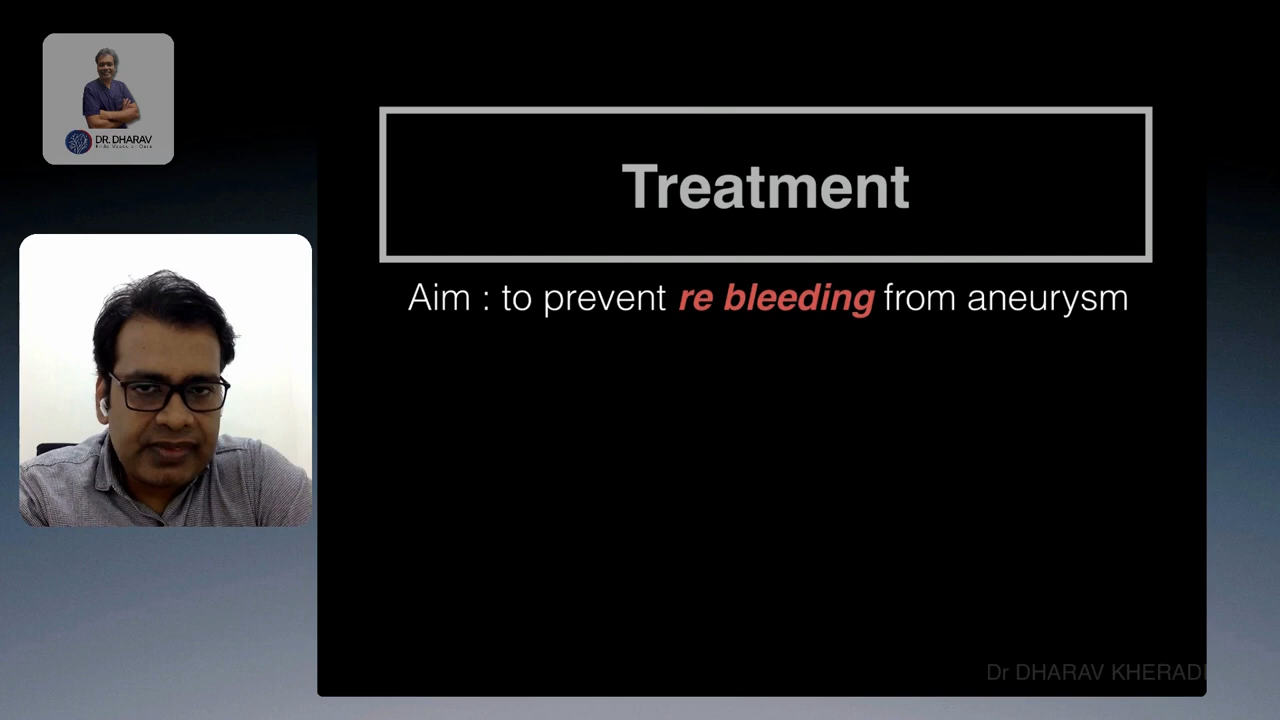 DR. DHARAV
Treatment
Aim : to prevent re bleeding from aneurysm
Dr DHARAV KHERADI